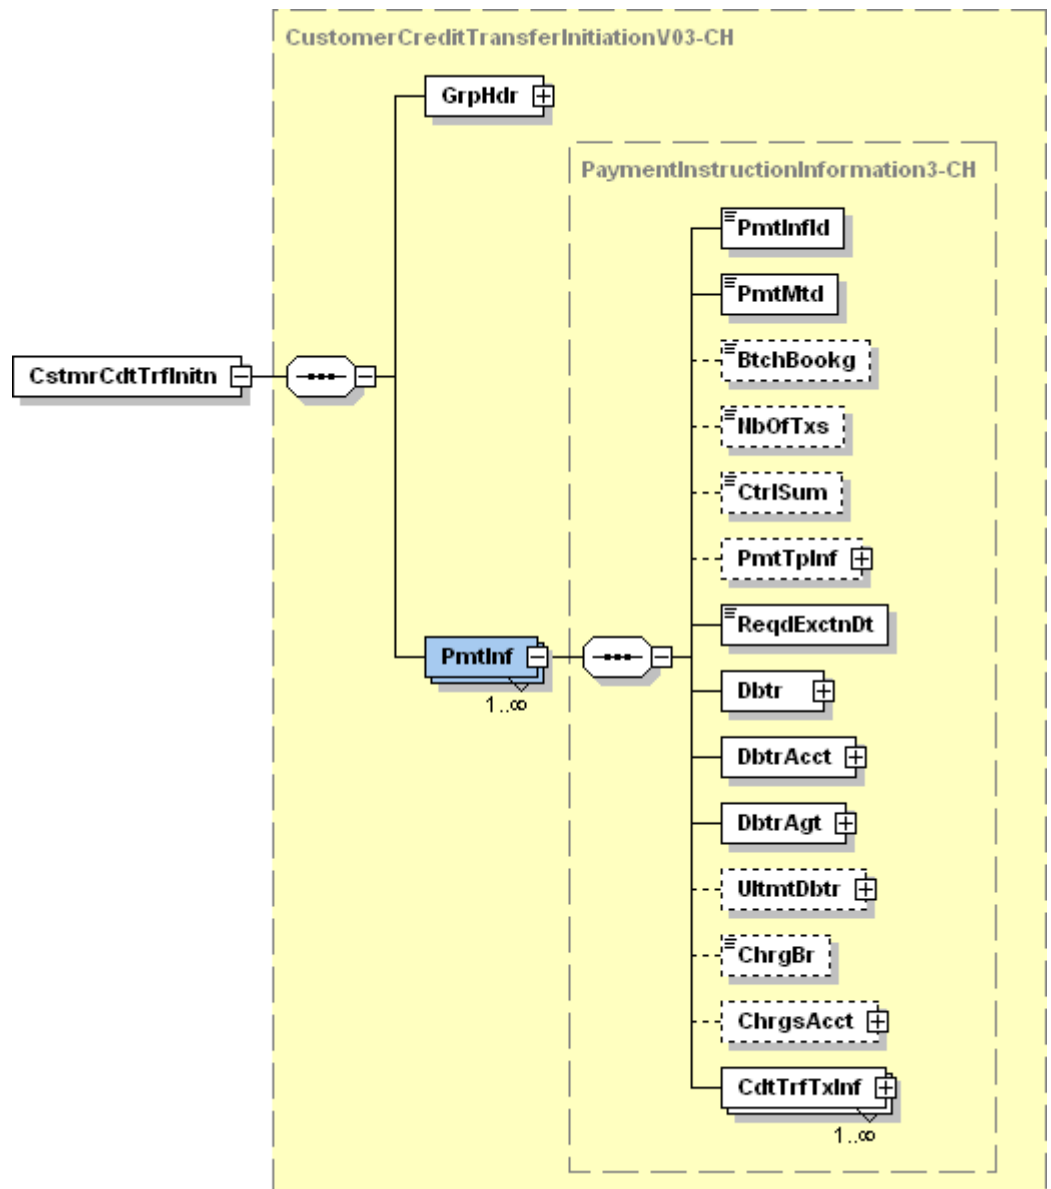 CustomerCreditTransferInitiationV03-CH
GrpHdr
PaymentInstructionInformation3-CH
PmtInfId
PmtMtd
BtchBookg
CstmrCdtTrfInitn
NbOfTxs
CtrlSum
PmtTpInf
ReqdExctnDt
PmtInf
1..∞
Dbtr
DbtrAcct
DbtrAgt
UltmtDbtr
ChrgBr
ChrgsAcct
CdtTrfTxInf
1..∞